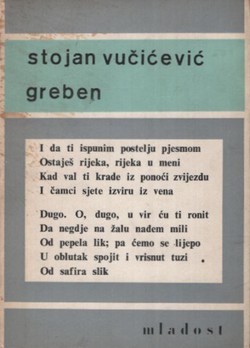 stojan vučićević
greben
I da ti ispunim postelju pjesmom
Ostaješ rijeka, rijeka u meni
Kad val ti krade iz ponoći zvijezdu
I čamci sjete izviru iz vena
Dugo. O, dugo, u vir ću ti ronit
Da negdje na žalu nađem mili
Od pepela lik; pa ćemo se lijepo
U oblutak spojit i vrisnut tuzi
Od safira slik
mladost